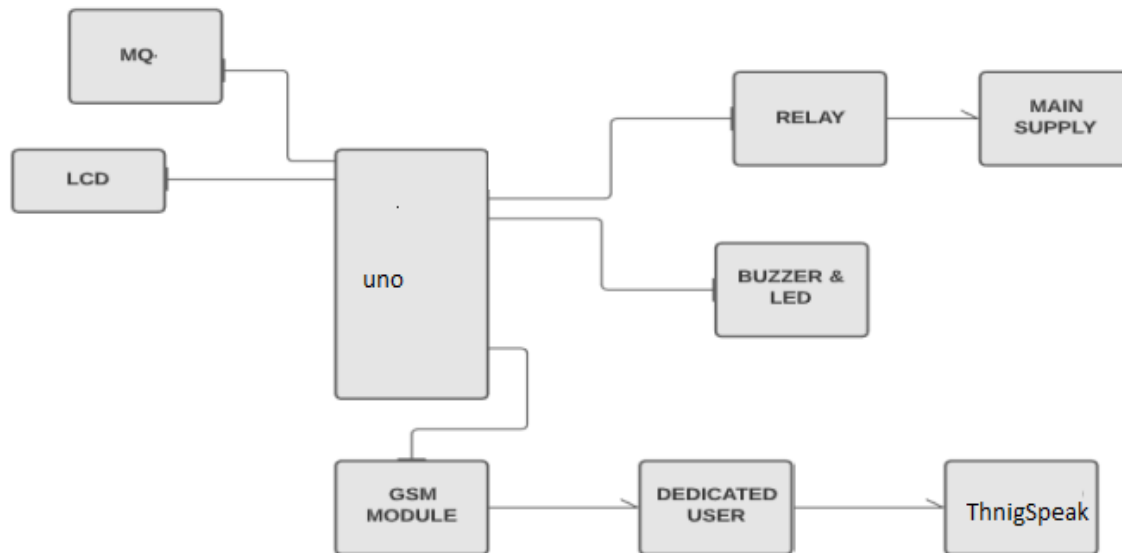 MQ-
LCD
uno
RELAY
MAIN
SUPPLY
BUZZER &
LED
GSM
MODULE
DEDICATED
USER
ThnigSpeak